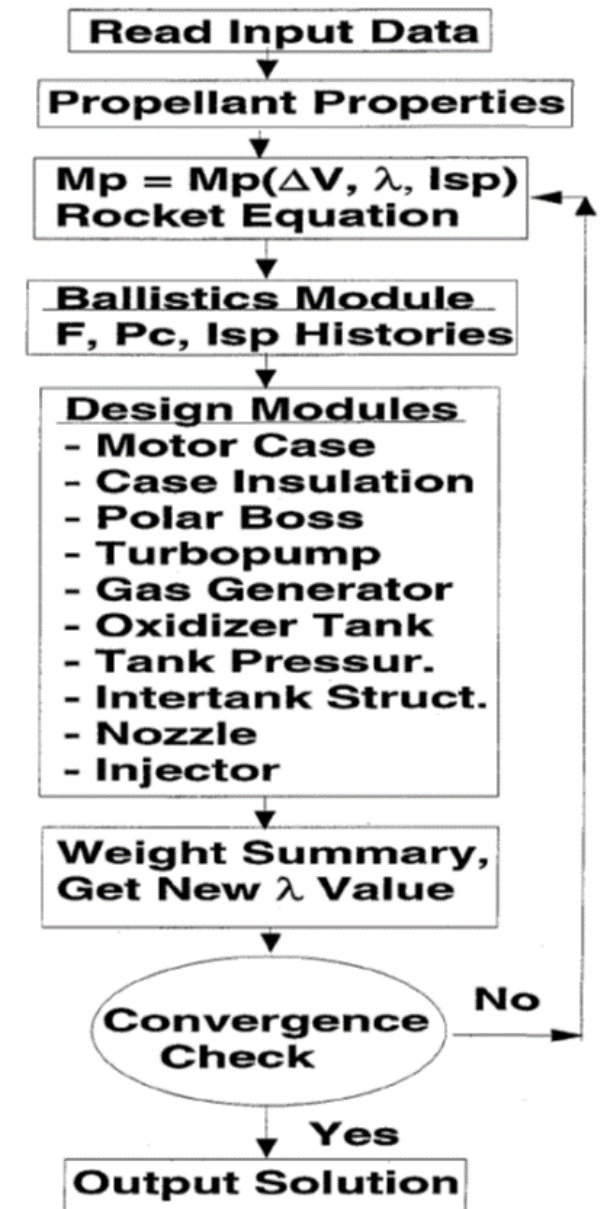 Read Input Data
Propellant Properties
Mp = Mp(ΔV, λ, Isp)
Rocket Equation
Ballistics Module
F, Pc, Isp Histories
Design Modules
- Motor Case
- Case Insulation
- Polar Boss
- Turbopump
- Gas Generator
- Oxidizer Tank
- Tank Pressur.
- Intertank Struct.
- Nozzle
- Injector
Weight Summary,
Get New λ Value
Convergence
Check
No
Yes
Output Solution